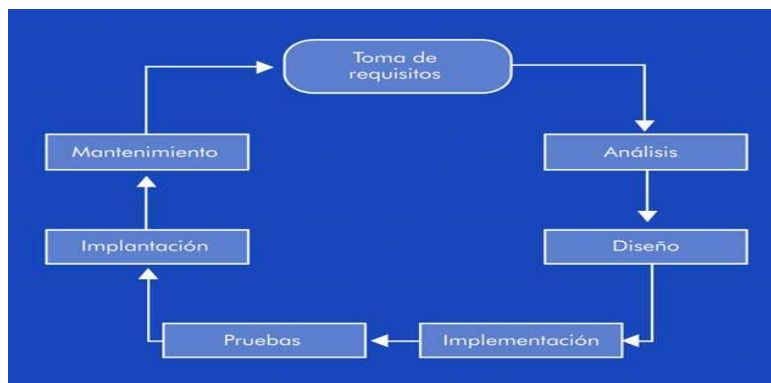 Toma de
requisitos
Mantenimiento
Análisis
Implantación
Diseño
Pruebas
Implementación